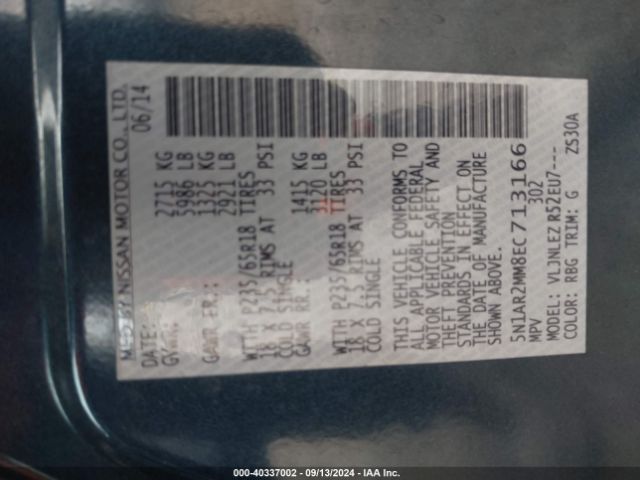 MFD BY NISSAN MOTOR CO., LTD.
DATE: 06/14
GVWR: 2715 KG
5986 LB
GAWR FR.: 1325 KG
2921 LB
WITH P235/65R18 TIRES
18 X 7.5 RIMS AT 33 PSI
COLD SINGLE
GAWR RR.: 1415 KG
3120 LB
WITH P235/65R18 TIRES
18 X 7.5 RIMS AT 33 PSI
COLD SINGLE
THIS VEHICLE CONFORMS TO
ALL APPLICABLE FEDERAL
MOTOR VEHICLE SAFETY AND
THEFT PREVENTION
STANDARDS IN EFFECT ON
THE DATE OF MANUFACTURE
SHOWN ABOVE.
5N1AR2MM8EC713166
MPV 302
MODEL: VLJNLEZ R52EU7---
COLOR: RBG TRIM: G ZS30A
000-40337002 - 09/13/2024 - IAA Inc.